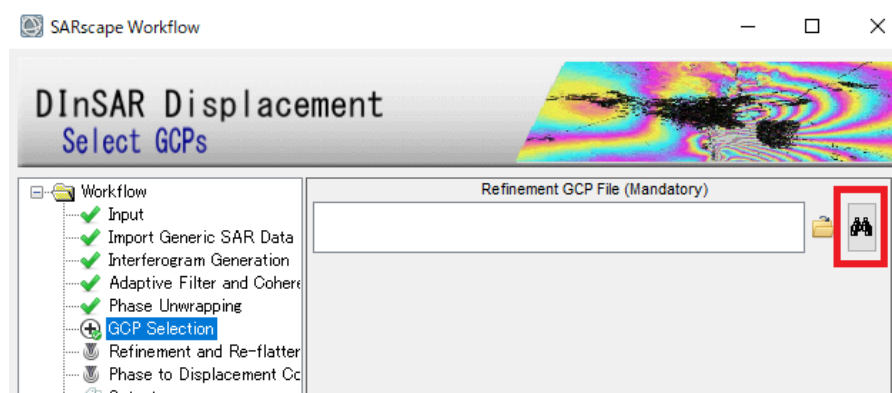 SARscape Workflow
DInSAR Displacement
Select GCPs
Workflow
Input
Import Generic SAR Data
Interferogram Generation
Adaptive Filter and Cohere
Phase Unwrapping
GCP Selection
Refinement and Re-flatter
Phase to Displacement Cc
Refinement GCP File (Mandatory)